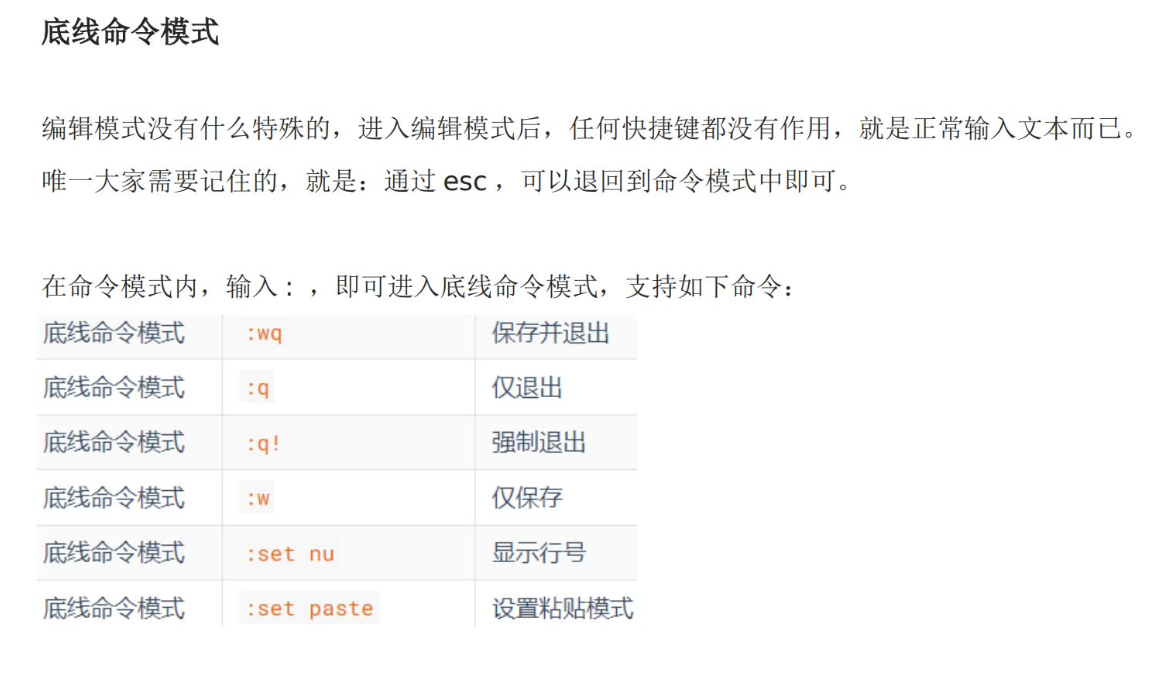 底线命令模式
编辑模式没有什么特殊的，进入编辑模式后，任何快捷键都没有作用，就是正常输入文本而已。
唯一大家需要记住的，就是：通过 esc ，可以退回到命令模式中即可。
在命令模式内，输入 : ，即可进入底线命令模式，支持如下命令：
底线命令模式 :wq 保存并退出
底线命令模式 :q 仅退出
底线命令模式 :q! 强制退出
底线命令模式 :w 仅保存
底线命令模式 :set nu 显示行号
底线命令模式 :set paste 设置粘贴模式